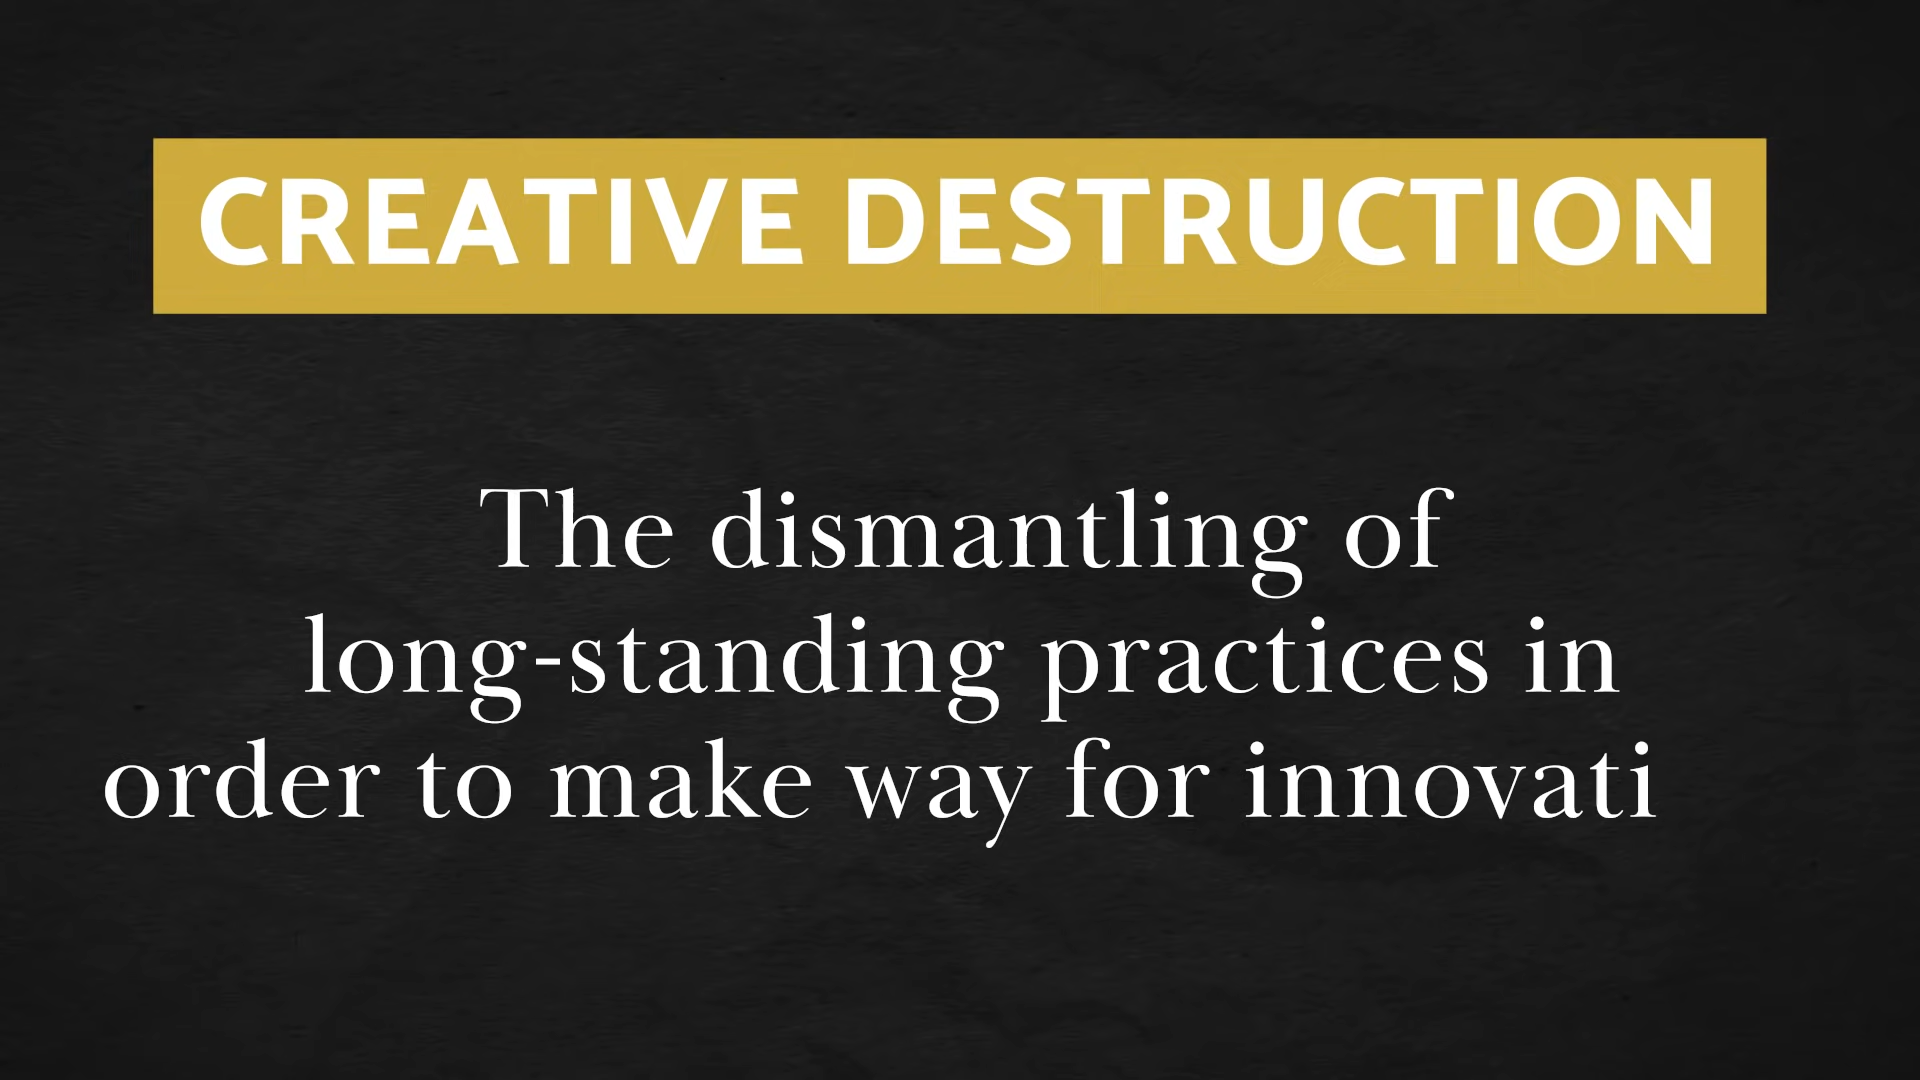 CREATIVE DESTRUCTION
The dismantling of
long-standing practices in
order to make way for innovati